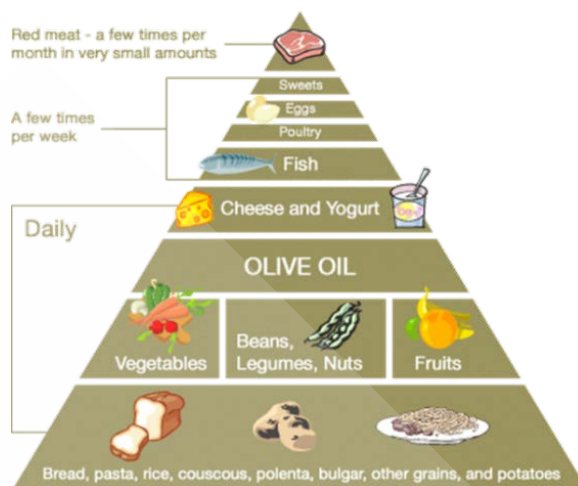 Red meat - a few times per
month in very small amounts
Sweets
Eggs
A few times
per week
Poultry
Fish
Cheese and Yogurt
Daily
OLIVE OIL
Vegetables
Beans,
Legumes, Nuts
Fruits
Bread, pasta, rice, couscous, polenta, bulgar, other grains, and potatoes